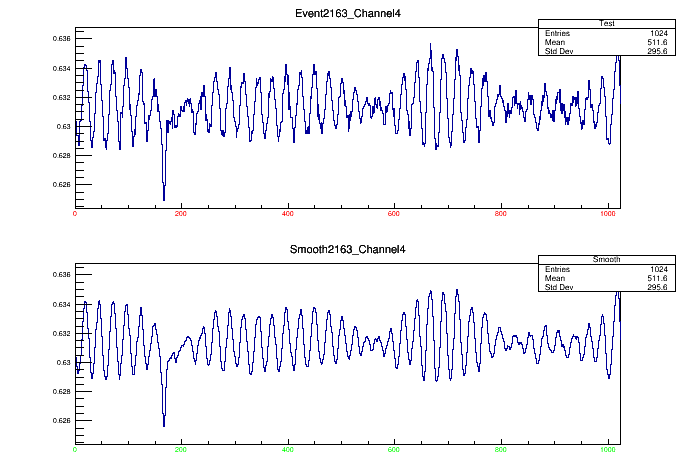 Event2163_Channel4
Test
Entries 1024
Mean 511.6
Std Dev 295.6
0.636
0.634
0.632
0.63
0.628
0.626
0 200 400 600 800 1000
Smooth2163_Channel4
Smooth
Entries 1024
Mean 511.6
Std Dev 295.6
0.636
0.634
0.632
0.63
0.628
0.626
0 200 400 600 800 1000